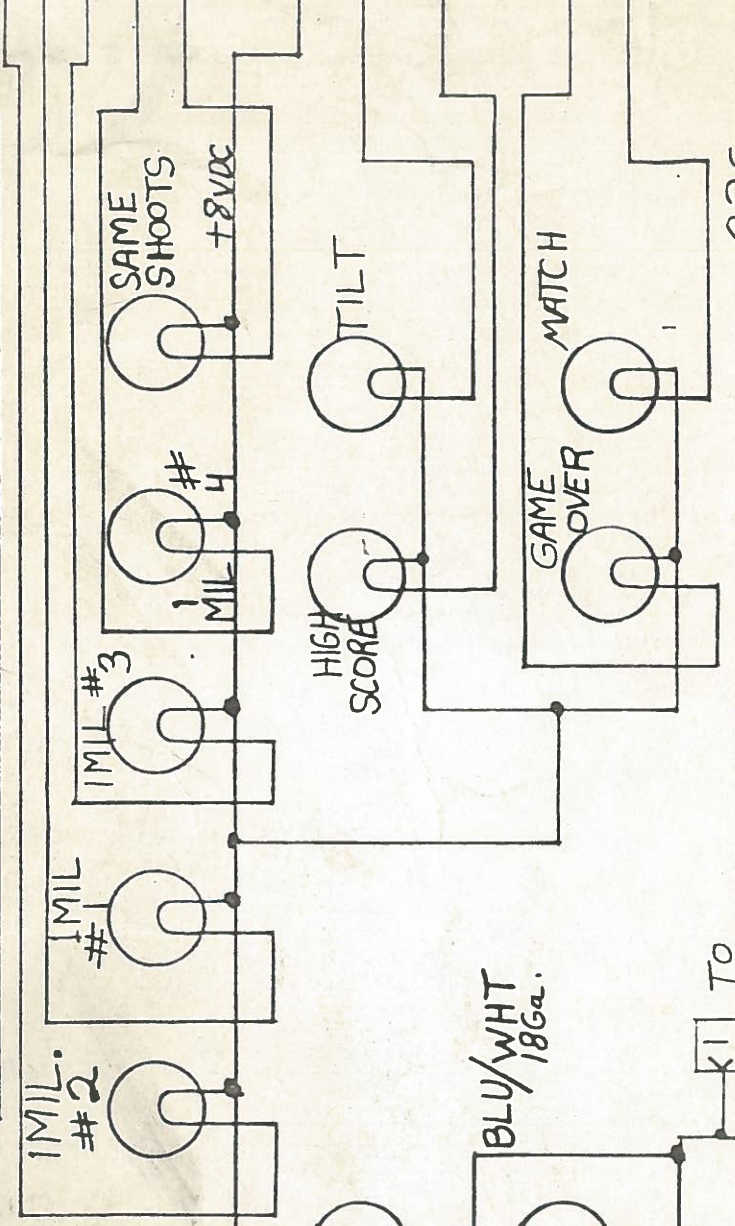 SAME
SHOOTS
+8VDC
TILT
MATCH
#
4
1
MIL
HIGH
SCORE
GAME
OVER
1MIL #
3
1MIL
#1
1MIL.
#2
BLU/WHT
18Ga.
K1
TO